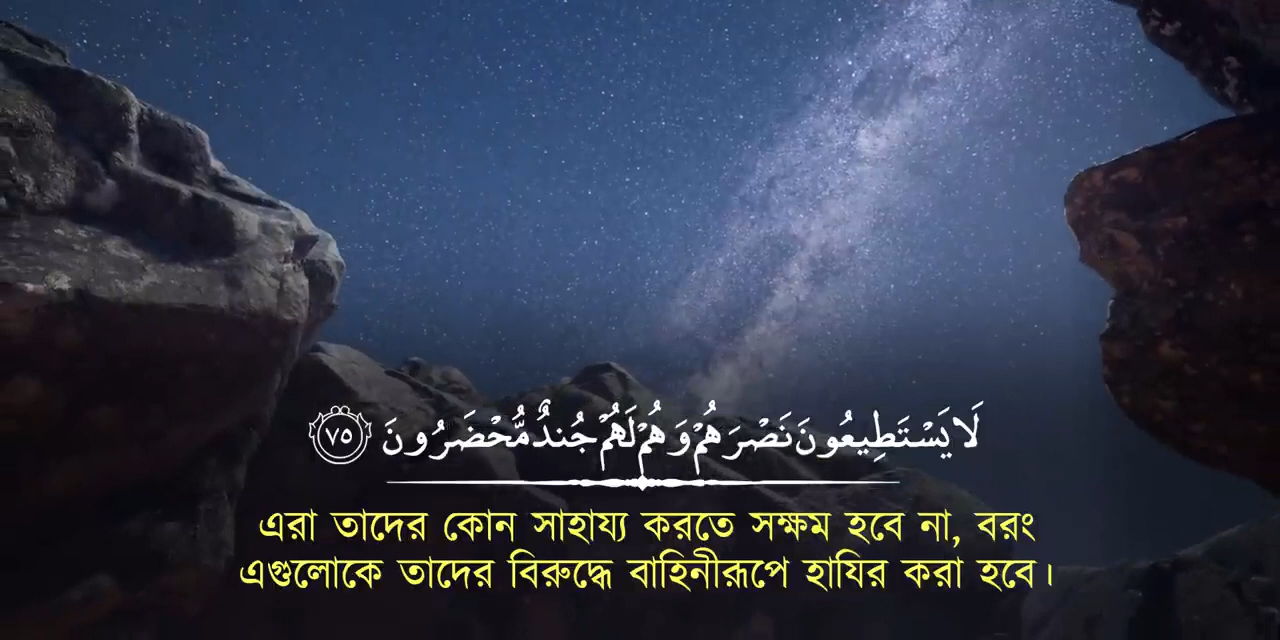 لَا يَسْتَطِيعُونَ نَصْرَهُمْ وَهُمْ لَهُمْ جُندٌ مُّحْضَرُونَ ٧٥
এরা তাদের কোন সাহায্য করতে সক্ষম হবে না, বরং
এগুলোকে তাদের বিরুদ্ধে বাহিনীরূপে হাযির করা হবে।